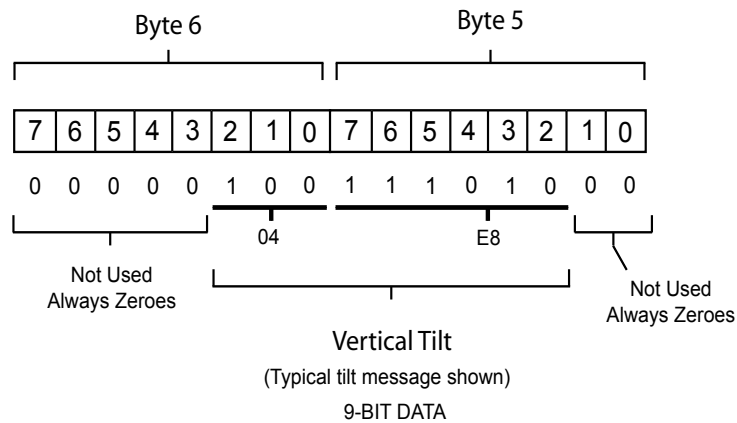 Byte 6 Byte 5
7 6 5 4 3 2 1 0 7 6 5 4 3 2 1 0
0 0 0 0 0 1 0 0 1 1 1 0 1 0 0 0
04 E8
Not Used
Always Zeroes
Not Used
Always Zeroes
Vertical Tilt
(Typical tilt message shown)
9-BIT DATA